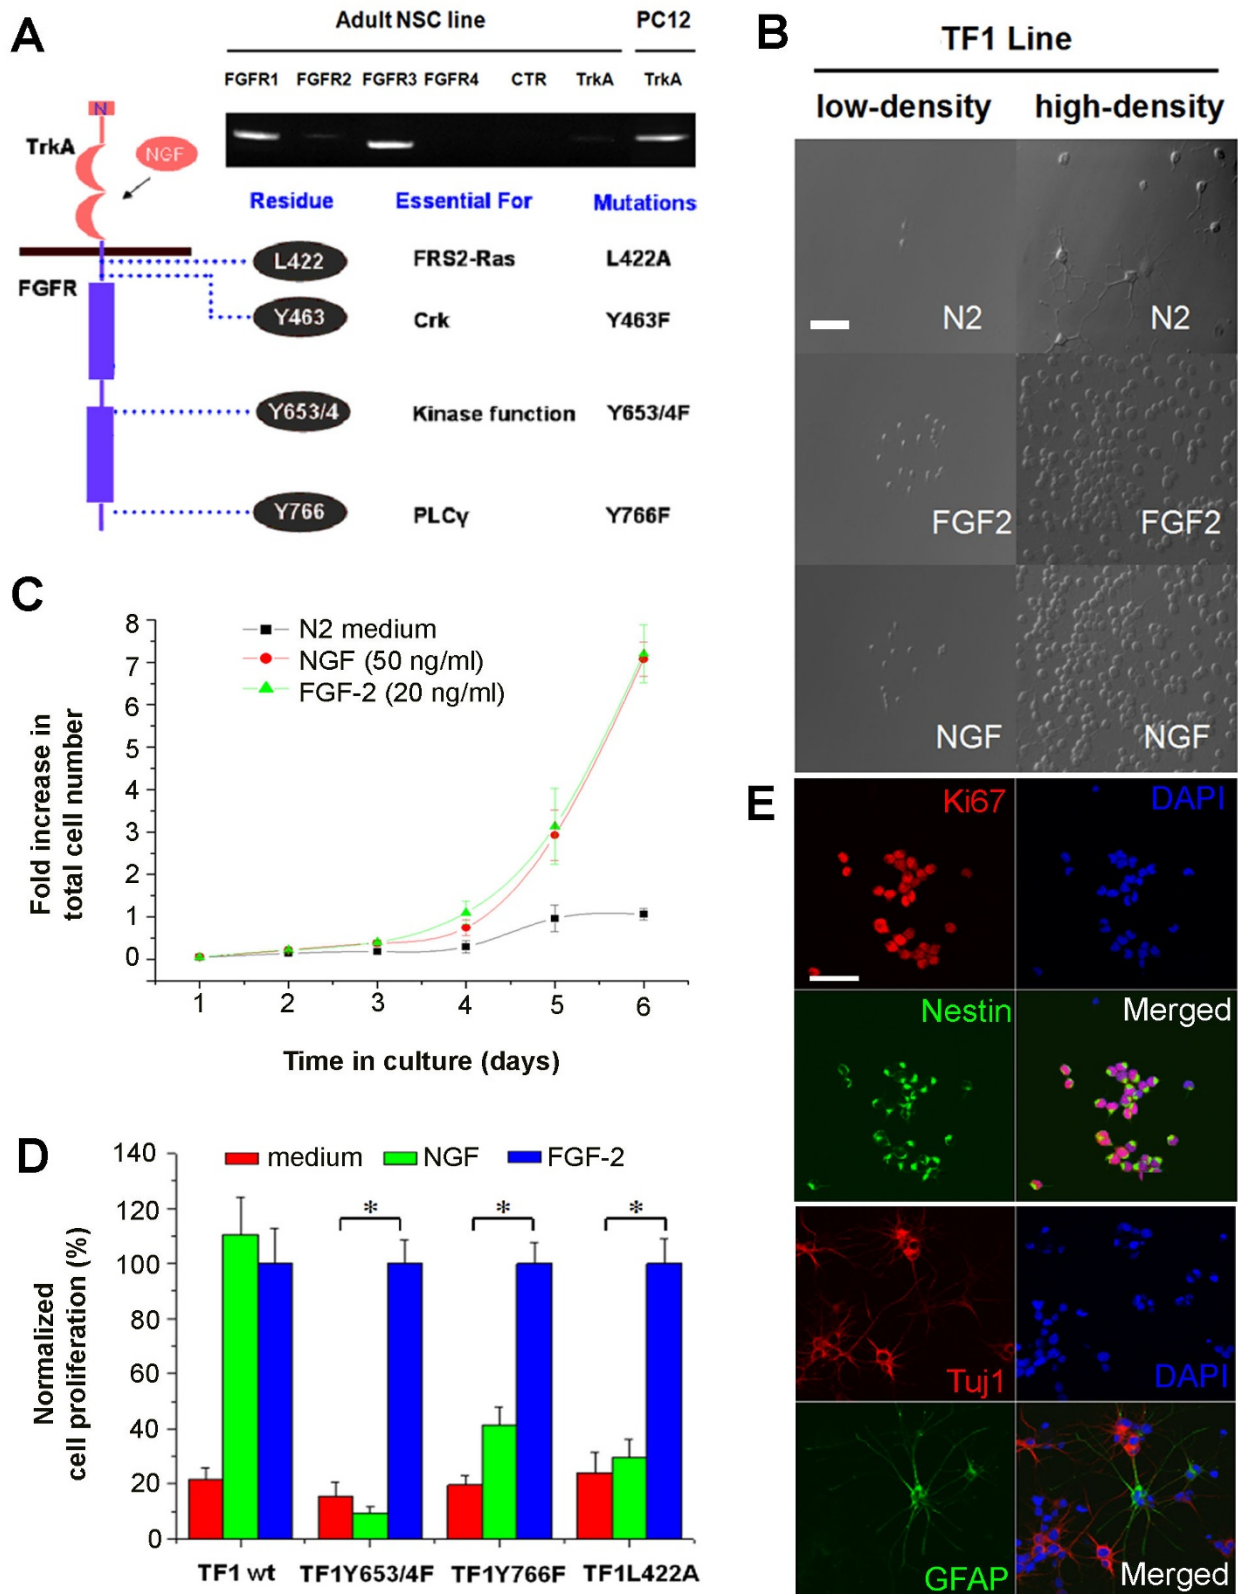 A
Adult NSC line
PC12
FGFR1 FGFR2 FGFR3 FGFR4 CTR TrkA TrkA
N
TrkA
NGF
Residue Essential For Mutations
L422 FRS2-Ras L422A
FGFR
Y463 Crk Y463F
Y653/4 Kinase function Y653/4F
Y766 PLCγ Y766F
B
TF1 Line
low-density high-density
N2 N2
FGF2 FGF2
NGF NGF
C
N2 medium
NGF (50 ng/ml)
FGF-2 (20 ng/ml)
Fold increase in
total cell number
8
7
6
5
4
3
2
1
0
1 2 3 4 5 6
Time in culture (days)
D
medium NGF FGF-2
Normalized
cell proliferation (%)
140
120
100
80
60
40
20
0
* * *
TF1 wt TF1Y653/4F TF1Y766F TF1L422A
E
Ki67 DAPI
Nestin Merged
Tuj1 DAPI
GFAP Merged